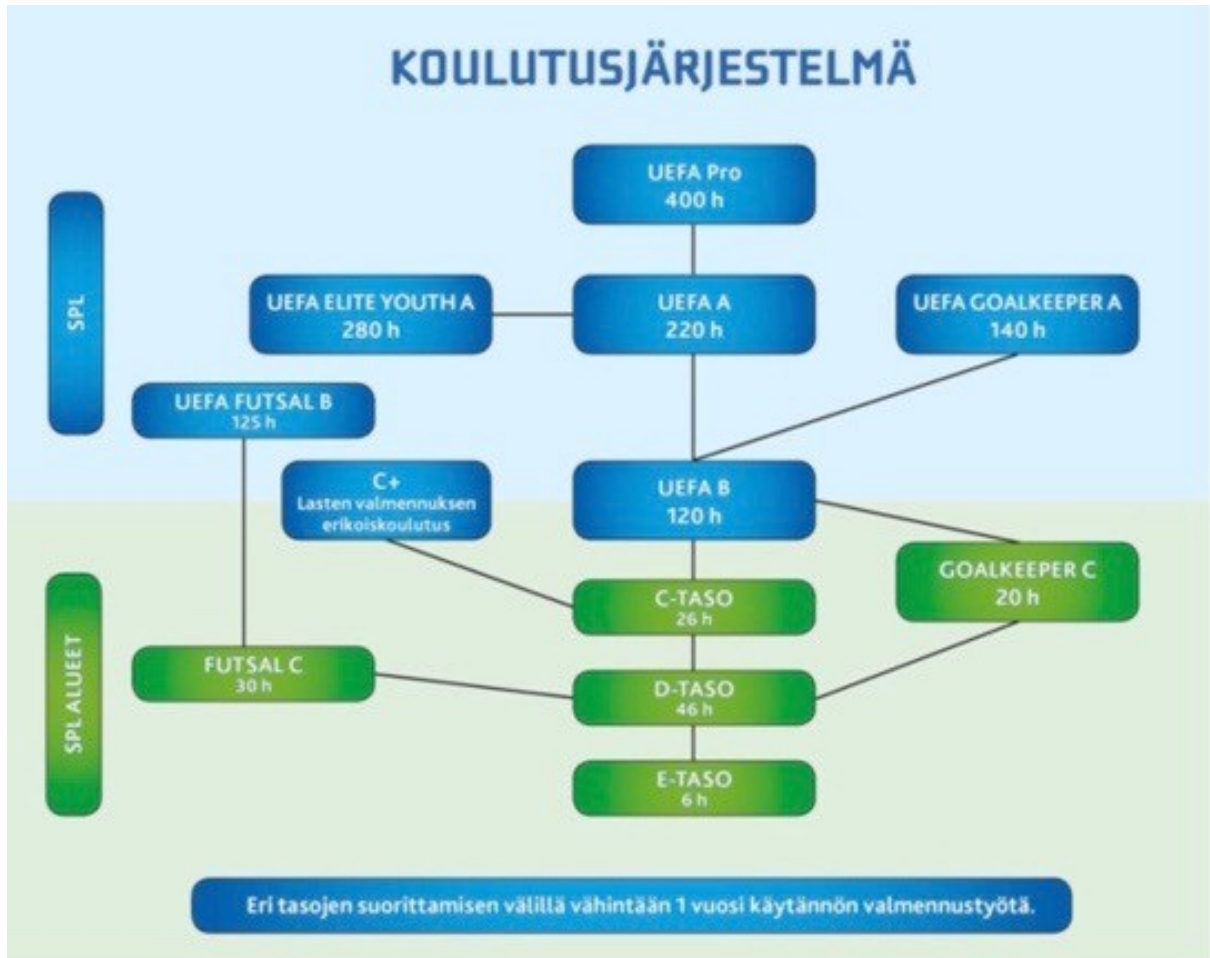 KOULUTUSJÄRJESTELMÄ
UEFA Pro
400 h
SPL
UEFA ELITE YOUTH A
280 h
UEFA A
220 h
UEFA GOALKEEPER A
140 h
UEFA FUTSAL B
125 h
C+
Lasten valmennuksen
erikoiskoulutus
UEFA B
120 h
GOALKEEPER C
20 h
C-TASO
26 h
SPL ALUEET
FUTSAL C
30 h
D-TASO
46 h
E-TASO
6 h
Eri tasojen suorittamisen välillä vähintään 1 vuosi käytännön valmennustyötä.